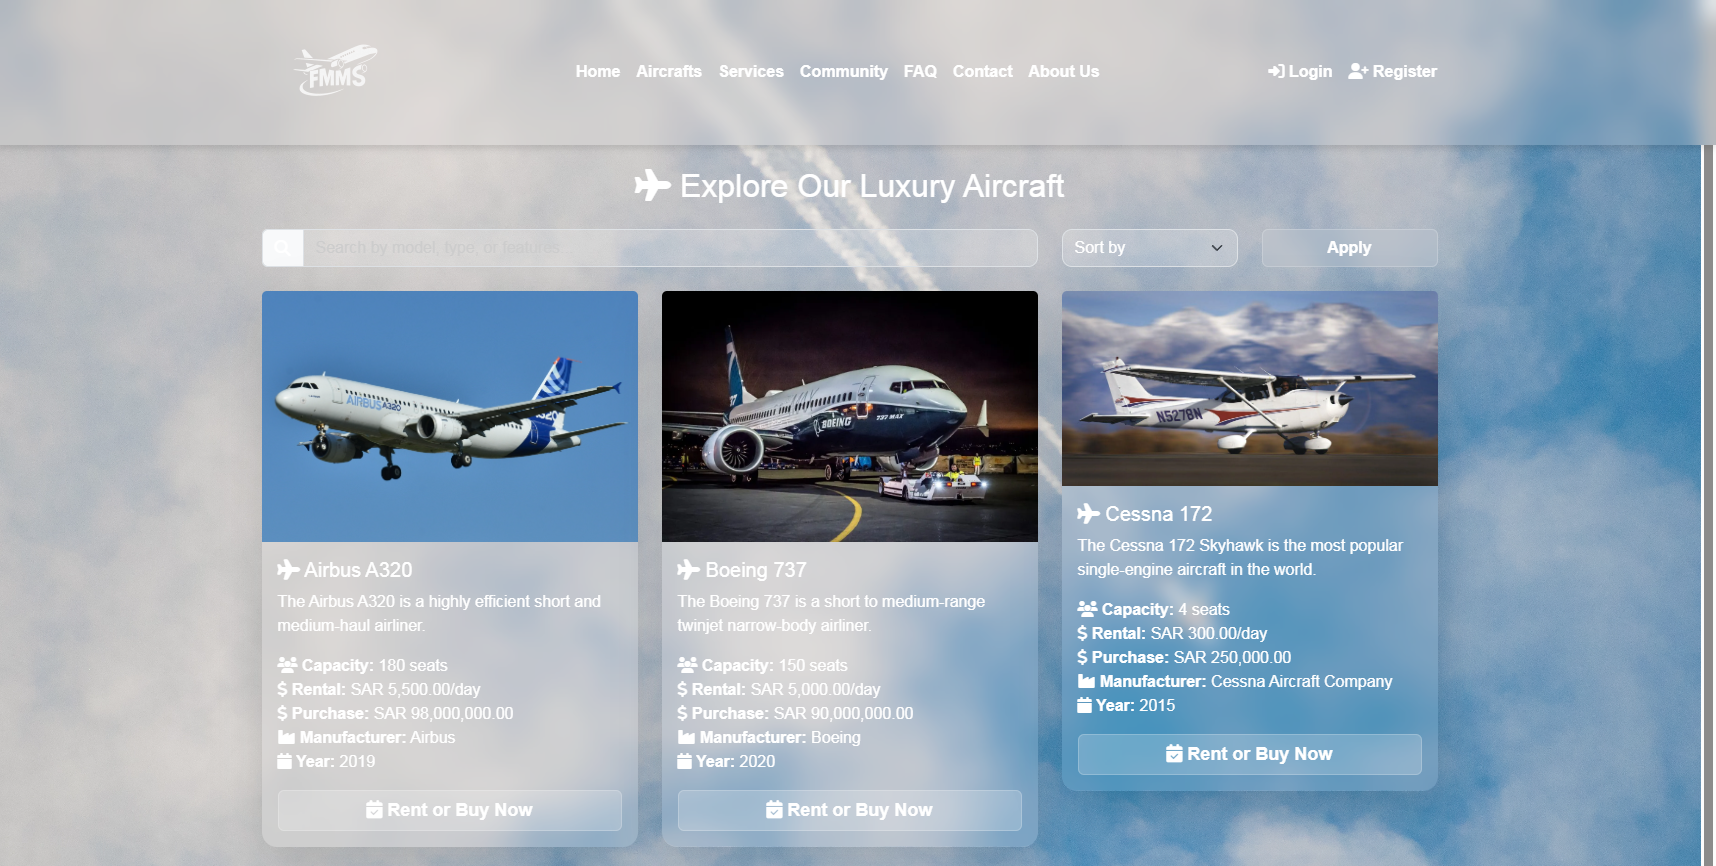 FMMS
Home Aircrafts Services Community FAQ Contact About Us
Login Register
Explore Our Luxury Aircraft
Search by model, type, or features...
Sort by
Apply
AIRBUS A320
A320
Airbus A320
The Airbus A320 is a highly efficient short and
medium-haul airliner.
Capacity: 180 seats
$ Rental: SAR 5,500.00/day
$ Purchase: SAR 98,000,000.00
Manufacturer: Airbus
Year: 2019
Rent or Buy Now
BOEING
737 MAX
Boeing 737
The Boeing 737 is a short to medium-range
twinjet narrow-body airliner.
Capacity: 150 seats
$ Rental: SAR 5,000.00/day
$ Purchase: SAR 90,000,000.00
Manufacturer: Boeing
Year: 2020
Rent or Buy Now
N5278N
Cessna 172
The Cessna 172 Skyhawk is the most popular
single-engine aircraft in the world.
Capacity: 4 seats
$ Rental: SAR 300.00/day
$ Purchase: SAR 250,000.00
Manufacturer: Cessna Aircraft Company
Year: 2015
Rent or Buy Now